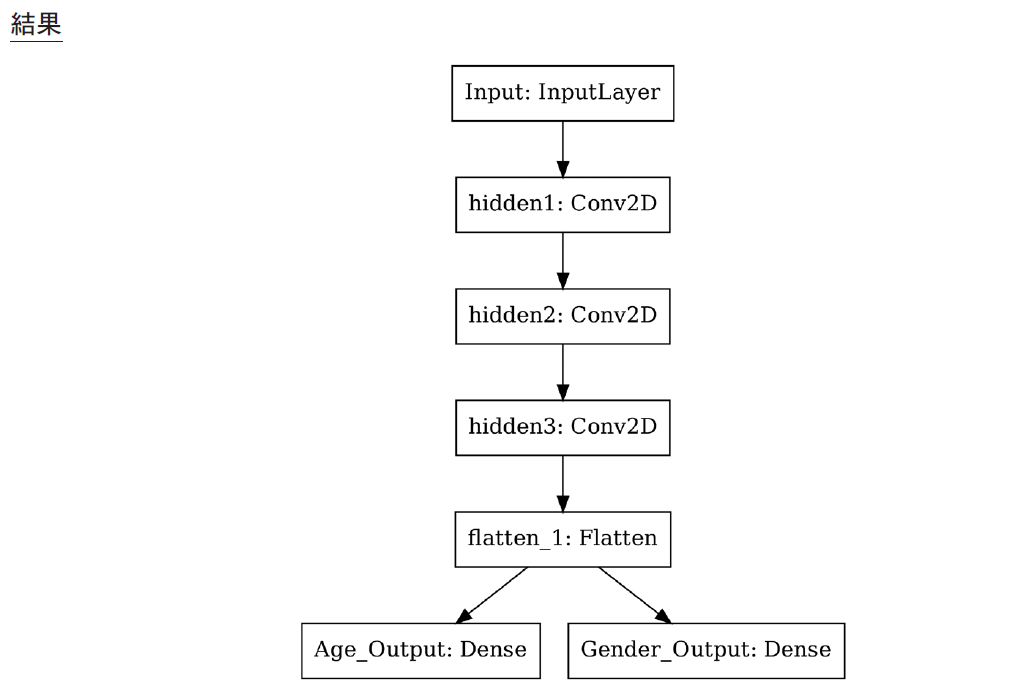 結果
Input: InputLayer
hidden1: Conv2D
hidden2: Conv2D
hidden3: Conv2D
flatten_1: Flatten
Age_Output: Dense
Gender_Output: Dense